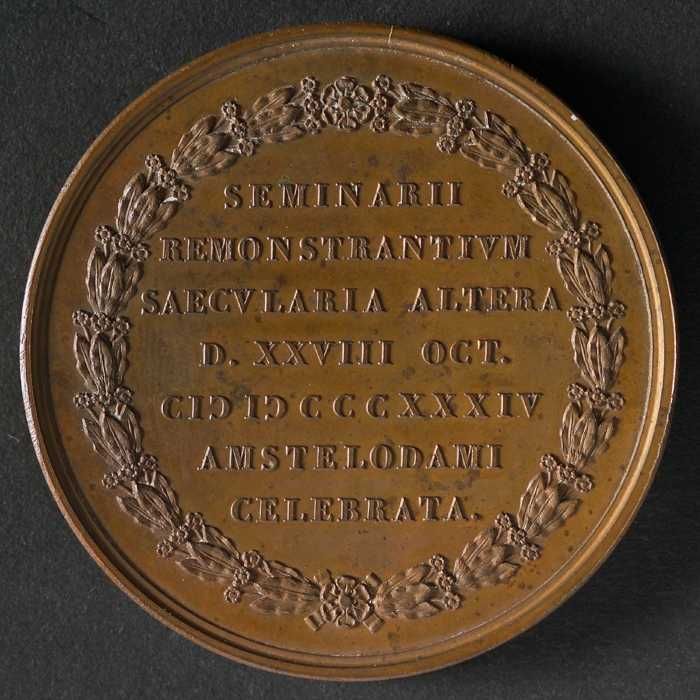 SEMINARII
REMONSTRANTIVM
SAECVLARIA ALTERA
D. XXVIII OCT.
CIƆ IƆ CCCXXXIV
AMSTELODAMI
CELEBRATA.